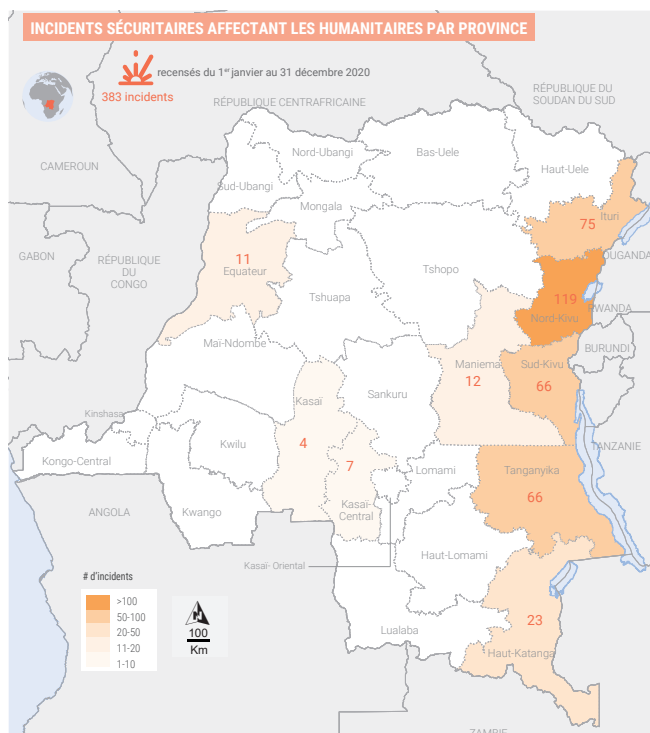 INCIDENTS SÉCURITAIRES AFFECTANT LES HUMANITAIRES PAR PROVINCE
recensés du 1er janvier au 31 décembre 2020
383 incidents
RÉPUBLIQUE CENTRAFRICAINE
RÉPUBLIQUE DU
SOUDAN DU SUD
CAMEROUN
Nord-Ubangi
Bas-Uele
Haut-Uele
Sud-Ubangi
Mongala
Ituri
75
GABON
RÉPUBLIQUE
DU
CONGO
11
Equateur
Tshopo
OUGANDA
Tshuapa
119
RWANDA
Nord-Kivu
Maï-Ndombe
BURUNDI
Maniema
12
Sud-Kivu
66
Kasaï
Sankuru
Kinshasa
4
Kwilu
TANZANIE
Kongo-Central
7
Lomami
Tanganyika
66
ANGOLA
Kwango
Kasaï-
Central
Haut-Lomami
Kasaï- Oriental
# d'incidents
>100
50-100
20-50
11-20
1-10
100
Km
Lualaba
23
Haut-Katanga
ZAMBIE